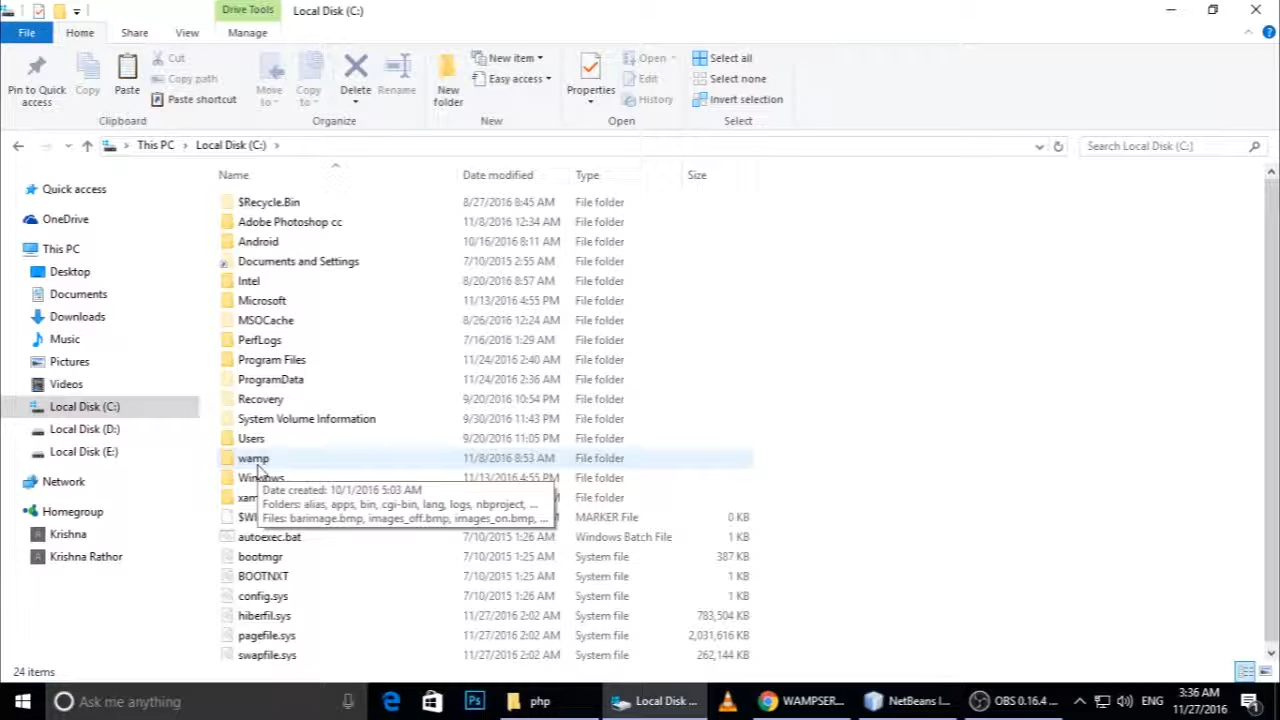 Drive Tools Local Disk (C:)
File Home Share View Manage
Pin to Quick access
Copy
Paste
Cut
Copy path
Paste shortcut
Clipboard
Move to
Copy to
Delete
Rename
Organize
New folder
New item
Easy access
New
Properties
Open
Edit
History
Open
Select all
Select none
Invert selection
Select
This PC > Local Disk (C:) >
Search Local Disk (C:)
Quick access
OneDrive
This PC
Desktop
Documents
Downloads
Music
Pictures
Videos
Local Disk (C:)
Local Disk (D:)
Local Disk (E:)
Network
Homegroup
Krishna
Krishna Rathor
Name Date modified Type Size
$Recycle.Bin 8/27/2016 8:45 AM File folder
Adobe Photoshop cc 11/8/2016 12:34 AM File folder
Android 10/16/2016 8:11 AM File folder
Documents and Settings 7/10/2015 2:55 AM File folder
Intel 8/20/2016 8:57 AM File folder
Microsoft 11/13/2016 4:55 PM File folder
MSOCache 8/26/2016 12:24 AM File folder
PerfLogs 7/16/2016 1:29 AM File folder
Program Files 11/24/2016 2:40 AM File folder
ProgramData 11/24/2016 2:36 AM File folder
Recovery 9/20/2016 10:54 PM File folder
System Volume Information 9/30/2016 11:43 PM File folder
Users 9/20/2016 11:05 PM File folder
wamp 11/8/2016 8:53 AM File folder
Windows 11/13/2016 4:55 PM File folder
Date created: 10/1/2016 5:03 AM
Folders: alias, apps, bin, cgi-bin, lang, logs, nbproject, ...
Files: barimage.bmp, images_off.bmp, images_on.bmp, ...
File folder
MARKER File 0 KB
autoexec.bat 7/10/2015 1:26 AM Windows Batch File 1 KB
bootmgr 7/10/2015 1:25 AM System file 387 KB
BOOTNXT 7/10/2015 1:25 AM System file 1 KB
config.sys 7/10/2015 1:26 AM System file 1 KB
hiberfil.sys 11/27/2016 2:02 AM System file 783,504 KB
pagefile.sys 11/27/2016 2:02 AM System file 2,031,616 KB
swapfile.sys 11/27/2016 2:02 AM System file 262,144 KB
24 items
Ask me anything
Ps
php
Local Disk ...
WAMPSER...
NetBeans I...
OBS 0.16.4 ...
ENG
3:36 AM
11/27/2016